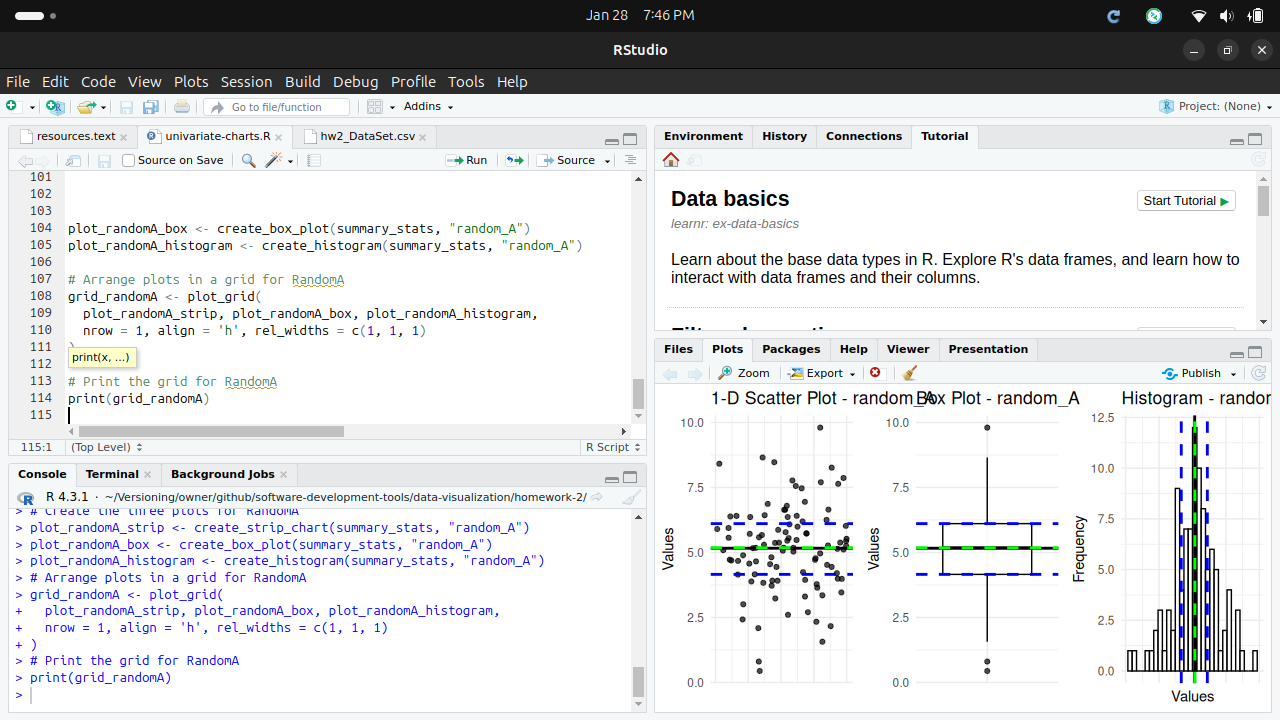 Jan 28 7:46 PM
RStudio
File Edit Code View Plots Session Build Debug Profile Tools Help
Go to file/function
Addins
Project: (None)
resources.text
univariate-charts.R
hw2_DataSet.csv
Source on Save
Run
Source
101
102
103
104 plot_randomA_box <- create_box_plot(summary_stats, "random_A")
105 plot_randomA_histogram <- create_histogram(summary_stats, "random_A")
106
107 # Arrange plots in a grid for RandomA
108 grid_randomA <- plot_grid(
109 plot_randomA_strip, plot_randomA_box, plot_randomA_histogram,
110 nrow = 1, align = 'h', rel_widths = c(1, 1, 1)
111 )
print(x, ...)
112
113 # Print the grid for RandomA
114 print(grid_randomA)
115
115:1 (Top Level) R Script
Console Terminal Background Jobs
R 4.3.1 · ~/Versioning/owner/github/software-development-tools/data-visualization/homework-2/
> # Create the three plots for RandomA
> plot_randomA_strip <- create_strip_chart(summary_stats, "random_A")
> plot_randomA_box <- create_box_plot(summary_stats, "random_A")
> plot_randomA_histogram <- create_histogram(summary_stats, "random_A")
> # Arrange plots in a grid for RandomA
> grid_randomA <- plot_grid(
+ plot_randomA_strip, plot_randomA_box, plot_randomA_histogram,
+ nrow = 1, align = 'h', rel_widths = c(1, 1, 1)
+ )
> # Print the grid for RandomA
> print(grid_randomA)
>
Environment History Connections Tutorial
Data basics
Start Tutorial
learnr: ex-data-basics
Learn about the base data types in R. Explore R's data frames, and learn how to
interact with data frames and their columns.
Files Plots Packages Help Viewer Presentation
Zoom Export Publish
1-D Scatter Plot - random_A
Values
10.0
7.5
5.0
2.5
0.0
Box Plot - random_A
Values
10.0
7.5
5.0
2.5
0.0
Histogram - random
Frequency
12.5
10.0
7.5
5.0
2.5
0.0
Values